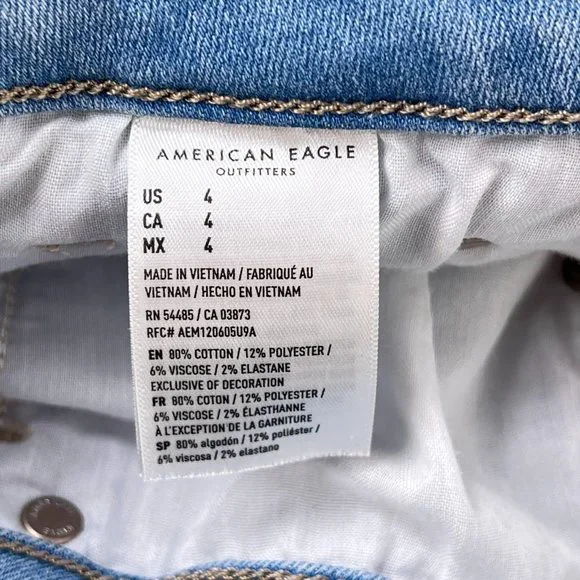 AMERICAN EAGLE
OUTFITTERS
US 4
CA 4
MX 4
MADE IN VIETNAM / FABRIQUÉ AU
VIETNAM / HECHO EN VIETNAM
RN 54485 / CA 03873
RFC# AEM120605U9A
EN 80% COTTON / 12% POLYESTER /
6% VISCOSE / 2% ELASTANE
EXCLUSIVE OF DECORATION
FR 80% COTON / 12% POLYESTER /
6% VISCOSE / 2% ÉLASTHANNE
À L'EXCEPTION DE LA GARNITURE
SP 80% algodón / 12% poliéster /
6% viscosa / 2% elastano